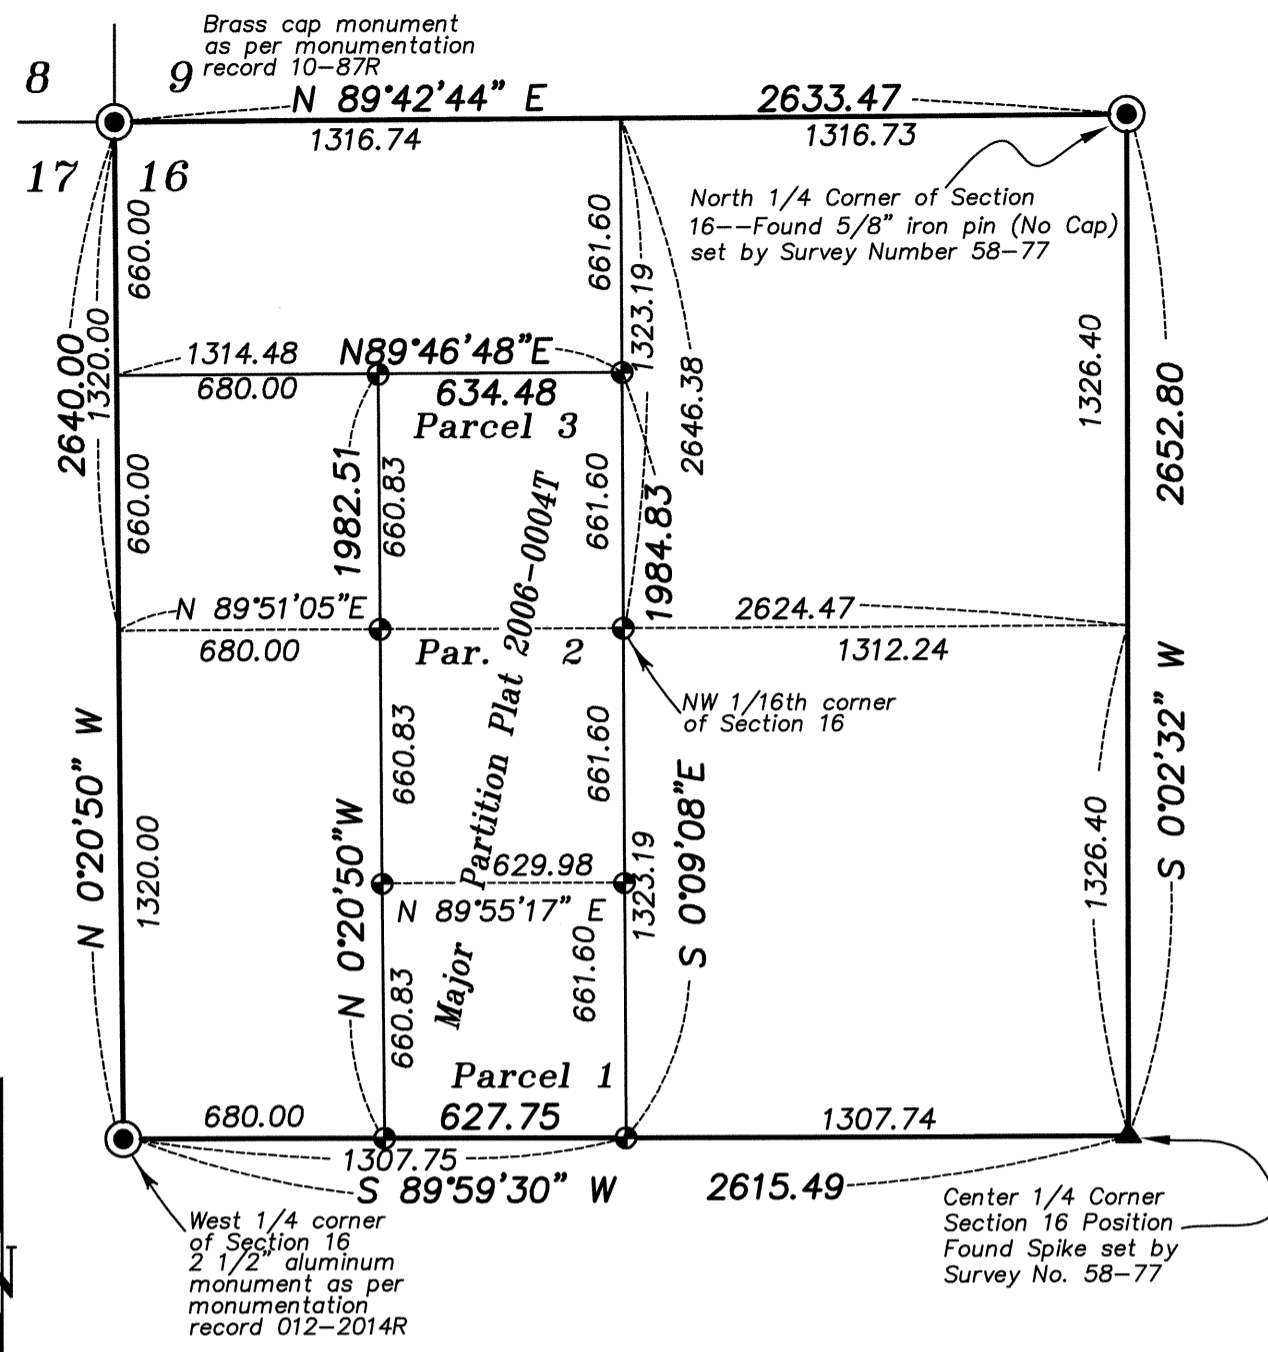 Brass cap monument
as per monumentation
record 10-87R
8
9
N 89°42'44" E
2633.47
1316.74
1316.73
17
16
North 1/4 Corner of Section
16--Found 5/8" iron pin (No Cap)
set by Survey Number 58-77
660.00
661.60
1323.19
2640.00
1320.00
1314.48
N89°46'48"E
680.00
634.48
Parcel 3
2646.38
1326.40
2652.80
660.00
1982.51
660.83
661.60
1984.83
Major Partition Plat 2006-0004T
N 89°51'05"E
2624.47
680.00
Par. 2
1312.24
NW 1/16th corner
of Section 16
N 0°20'50" W
1320.00
660.83
661.60
S 0°09'08"E
S 0°02'32" W
1326.40
N 0°20'50"W
629.98
N 89°55'17" E
1323.19
660.83
661.60
Parcel 1
680.00
627.75
1307.74
1307.75
S 89°59'30" W
2615.49
West 1/4 corner
of Section 16
2 1/2" aluminum
monument as per
monumentation
record 012-2014R
Center 1/4 Corner
Section 16 Position
Found Spike set by
Survey No. 58-77